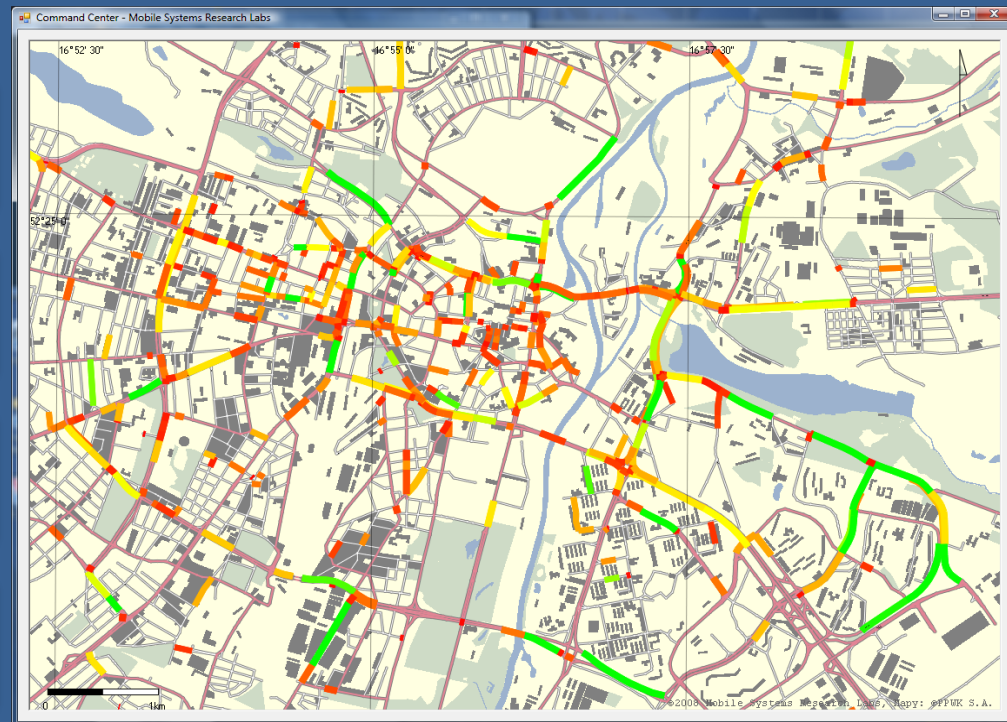 Command Center - Mobile Systems Research Labs
16°52' 30"
16°55' 0"
16°57' 30"
52°25' 0"
0
1km
©2008 Mobile Systems Research Labs, Mapy: ©PPWK S.A.